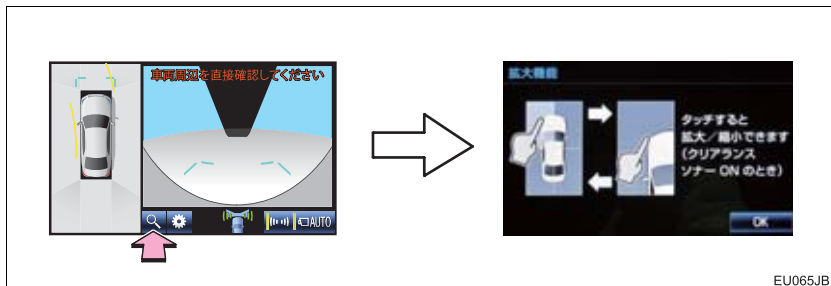 車両周辺を直接確認してください
AUTO
拡大機能
タッチすると
拡大／縮小できます
(クリアランス
ソナー ON のとき)
OK
EU065JB